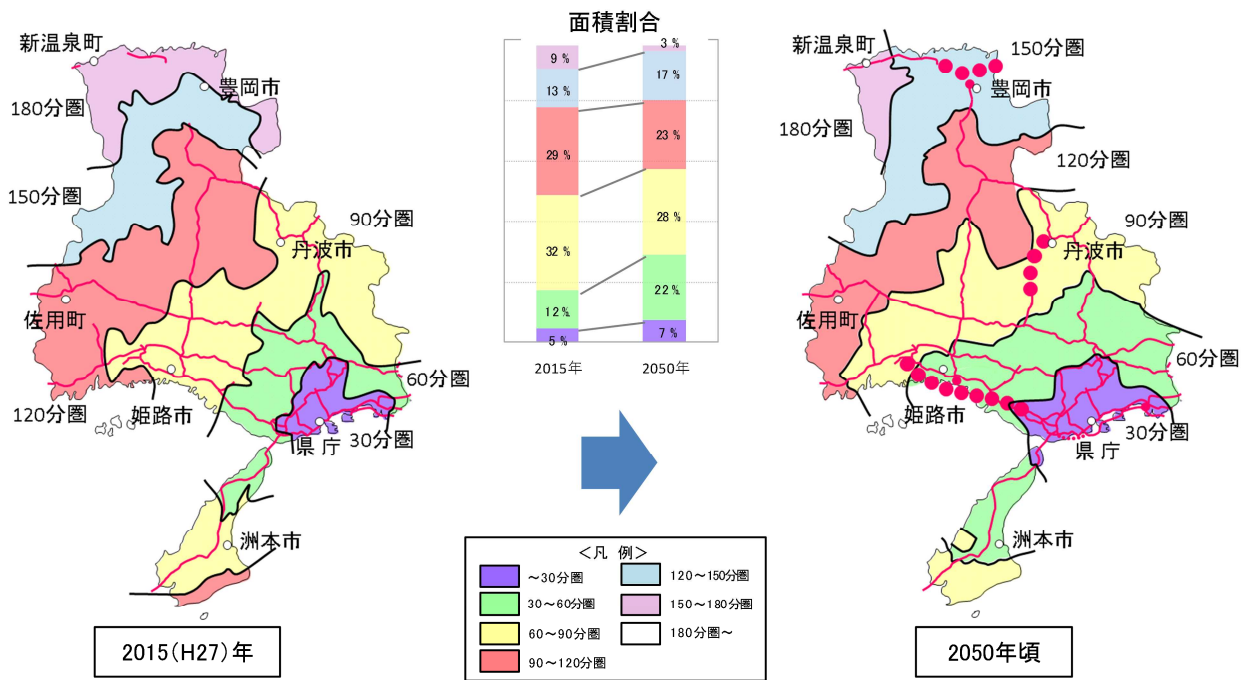 面積割合
新温泉町
豊岡市
180分圏
150分圏
90分圏
丹波市
佐用町
60分圏
120分圏
姫路市
30分圏
県庁
洲本市
2015(H27)年
9 %
13 %
29 %
32 %
12 %
5 %
2015年
3 %
17 %
23 %
28 %
22 %
7 %
2050年
<凡 例>
~30分圏
30~60分圏
60~90分圏
90~120分圏
120~150分圏
150~180分圏
180分圏~
新温泉町
150分圏
豊岡市
180分圏
120分圏
90分圏
丹波市
佐用町
60分圏
姫路市
30分圏
県庁
洲本市
2050年頃